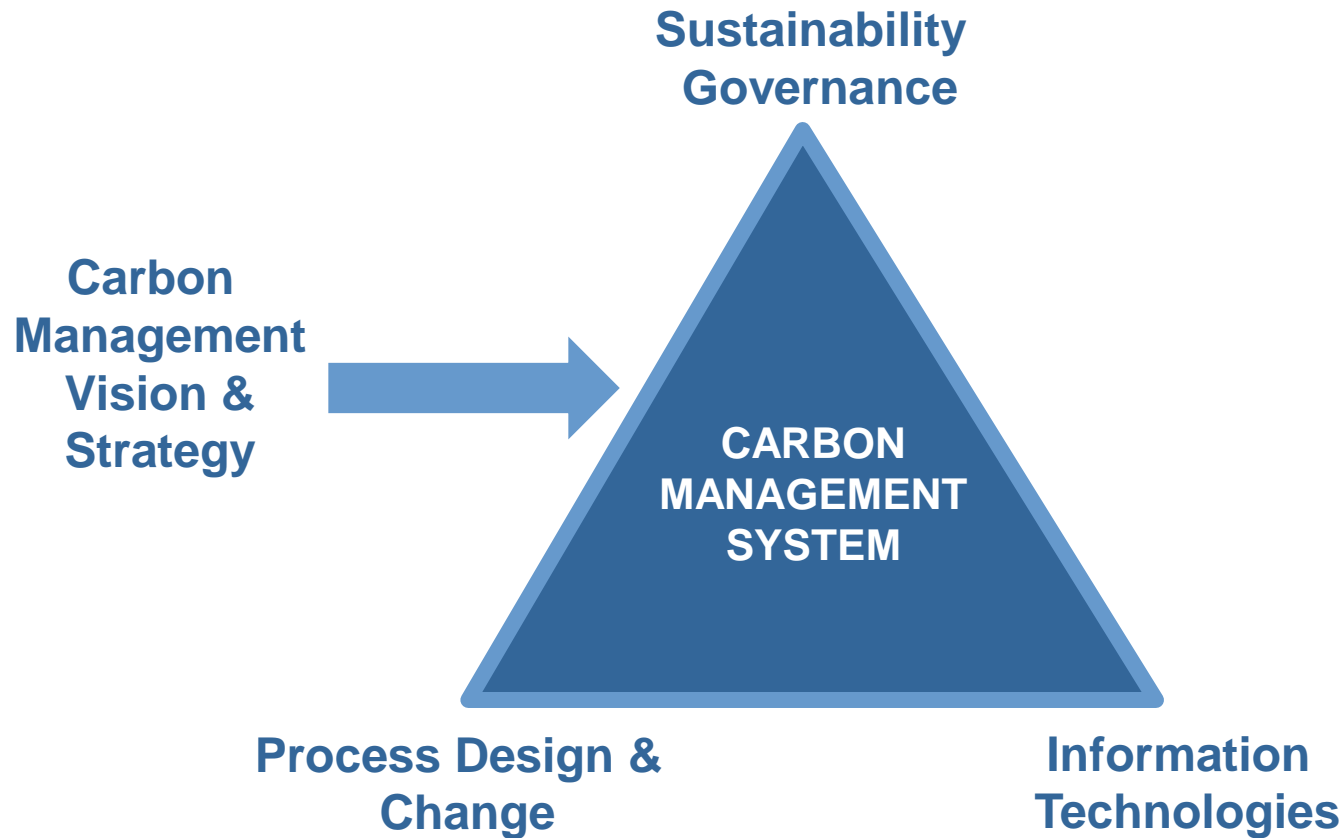 Sustainability
Governance
Carbon
Management
Vision &
Strategy
CARBON
MANAGEMENT
SYSTEM
Process Design &
Change
Information
Technologies